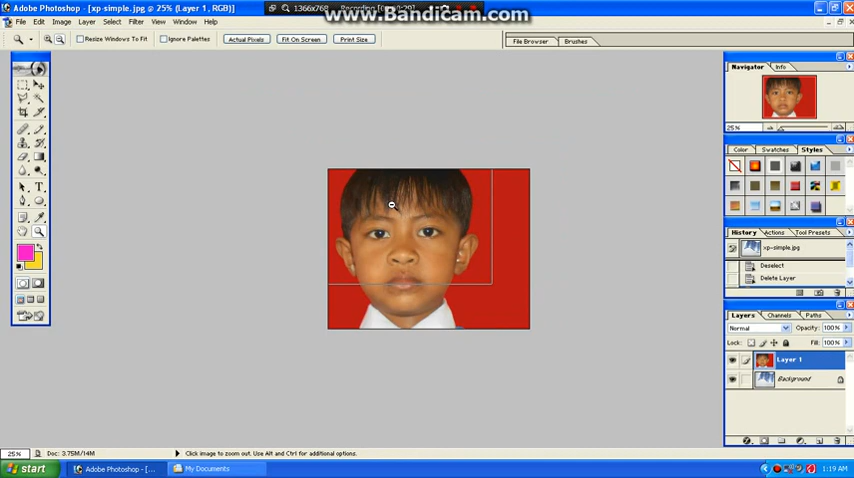 Adobe Photoshop - [xp-simple.jpg @ 25% (Layer 1, RGB)]
1366x768
Recording
www.Bandicam.com
File Edit Image Layer Select Filter View Window Help
Resize Windows To Fit
Ignore Palettes
Actual Pixels
Fit On Screen
Print Size
File Browser
Brushes
Navigator
Info
25%
Color
Swatches
Styles
History
Actions
Tool Presets
xp-simple.jpg
Deselect
Delete Layer
Layers
Channels
Paths
Normal
Opacity: 100%
Lock:
Fill: 100%
Layer 1
Background
25%
Doc: 3.75M/14M
Click image to zoom out. Use Alt and Ctrl for additional options.
start
Adobe Photoshop - [...
My Documents
1:19 AM